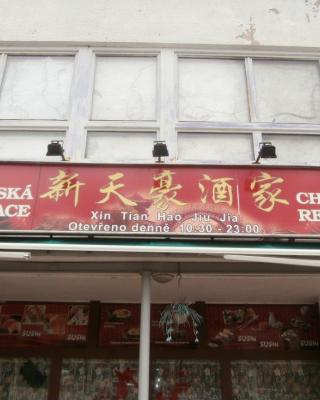 SKÁ
ACE
新天豪酒家
Xin Tian Hao Jiu Jia
Otevřeno denně 10:30 - 23:00
CH
RE
SUSHI
SUSHI
SUSHI
SUSHI